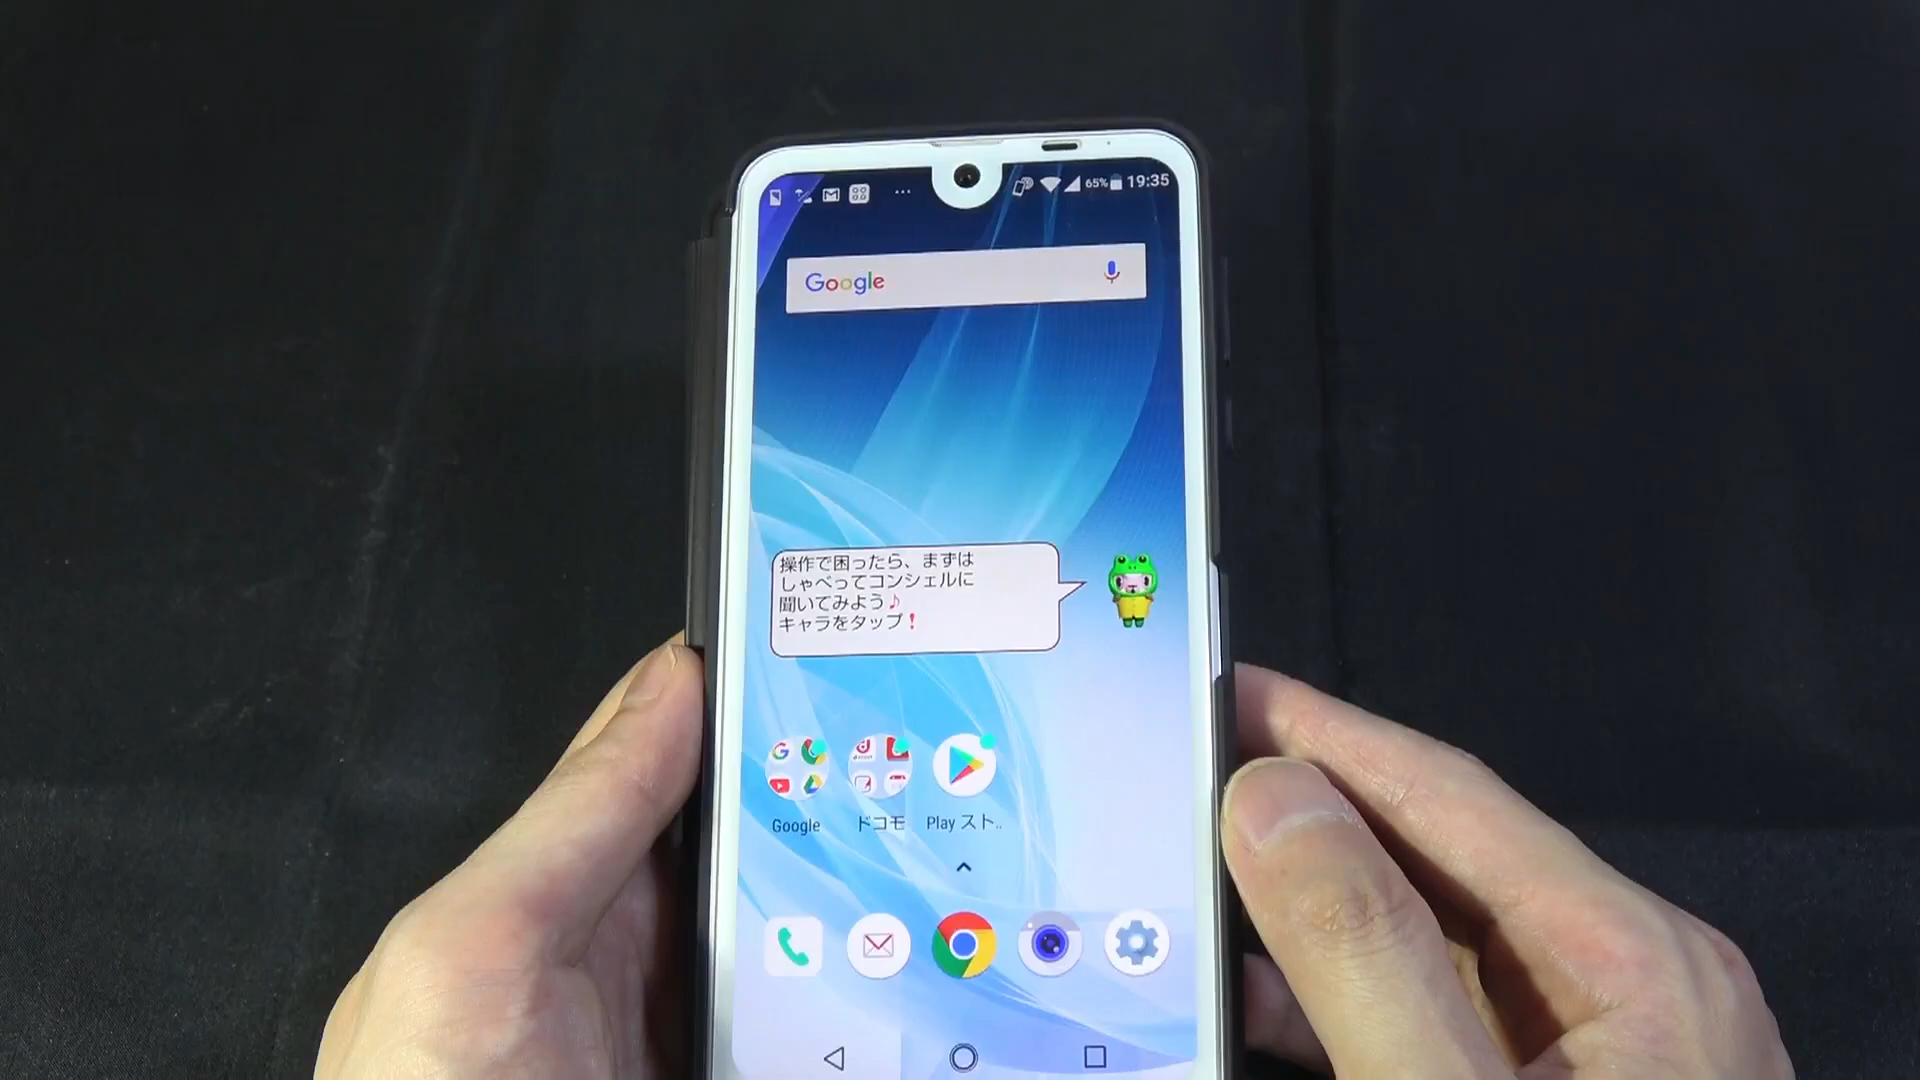 65% 19:35
Google
操作で困ったら、まずは
しゃべってコンシェルに
聞いてみよう♪
キャラをタップ！
Google ドコモ Play スト..